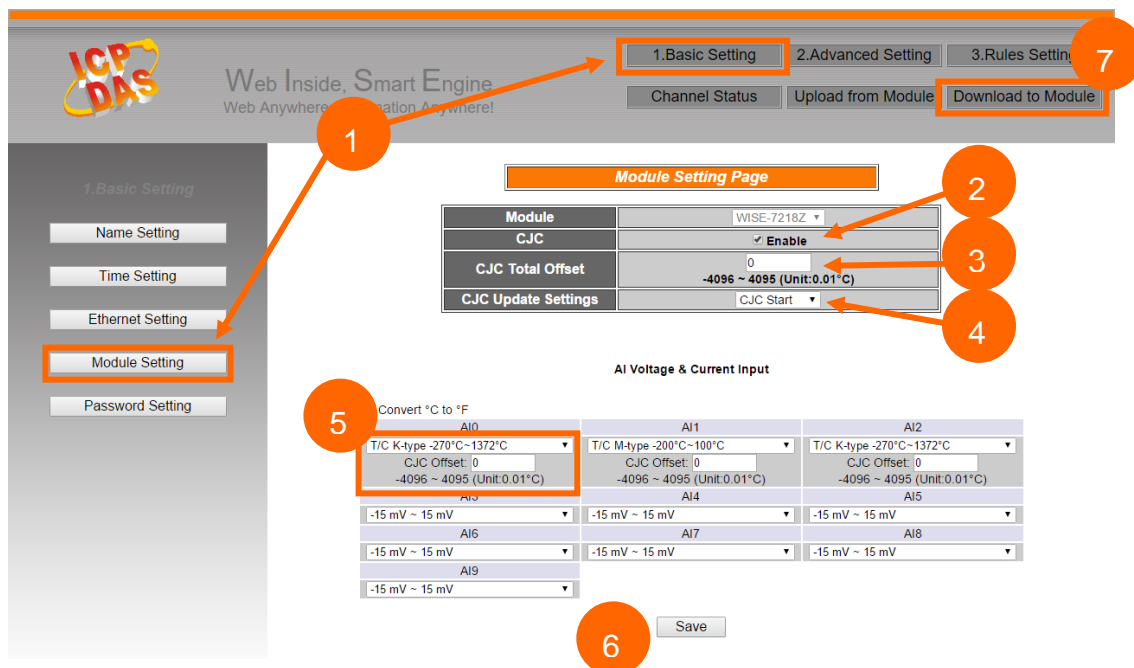 ICP DAS
Web Inside, Smart Engine
Web Anywhere, mation Anywhere!
1.Basic Setting
2.Advanced Setting
3.Rules Setting
7
Channel Status
Upload from Module
Download to Module
1
1.Basic Setting
Name Setting
Time Setting
Ethernet Setting
Module Setting
Password Setting
Module Setting Page
Module WISE-7218Z
CJC Enable
2
CJC Total Offset 0
-4096 ~ 4095 (Unit:0.01°C)
3
CJC Update Settings CJC Start
4
AI Voltage & Current Input
5
Convert °C to °F
AI0 AI1 AI2
T/C K-type -270°C~1372°C T/C M-type -200°C~100°C T/C K-type -270°C~1372°C
CJC Offset: 0 CJC Offset: 0 CJC Offset: 0
-4096 ~ 4095 (Unit:0.01°C) -4096 ~ 4095 (Unit:0.01°C) -4096 ~ 4095 (Unit:0.01°C)
AI3 AI4 AI5
-15 mV ~ 15 mV -15 mV ~ 15 mV -15 mV ~ 15 mV
AI6 AI7 AI8
-15 mV ~ 15 mV -15 mV ~ 15 mV -15 mV ~ 15 mV
AI9
-15 mV ~ 15 mV
6
Save